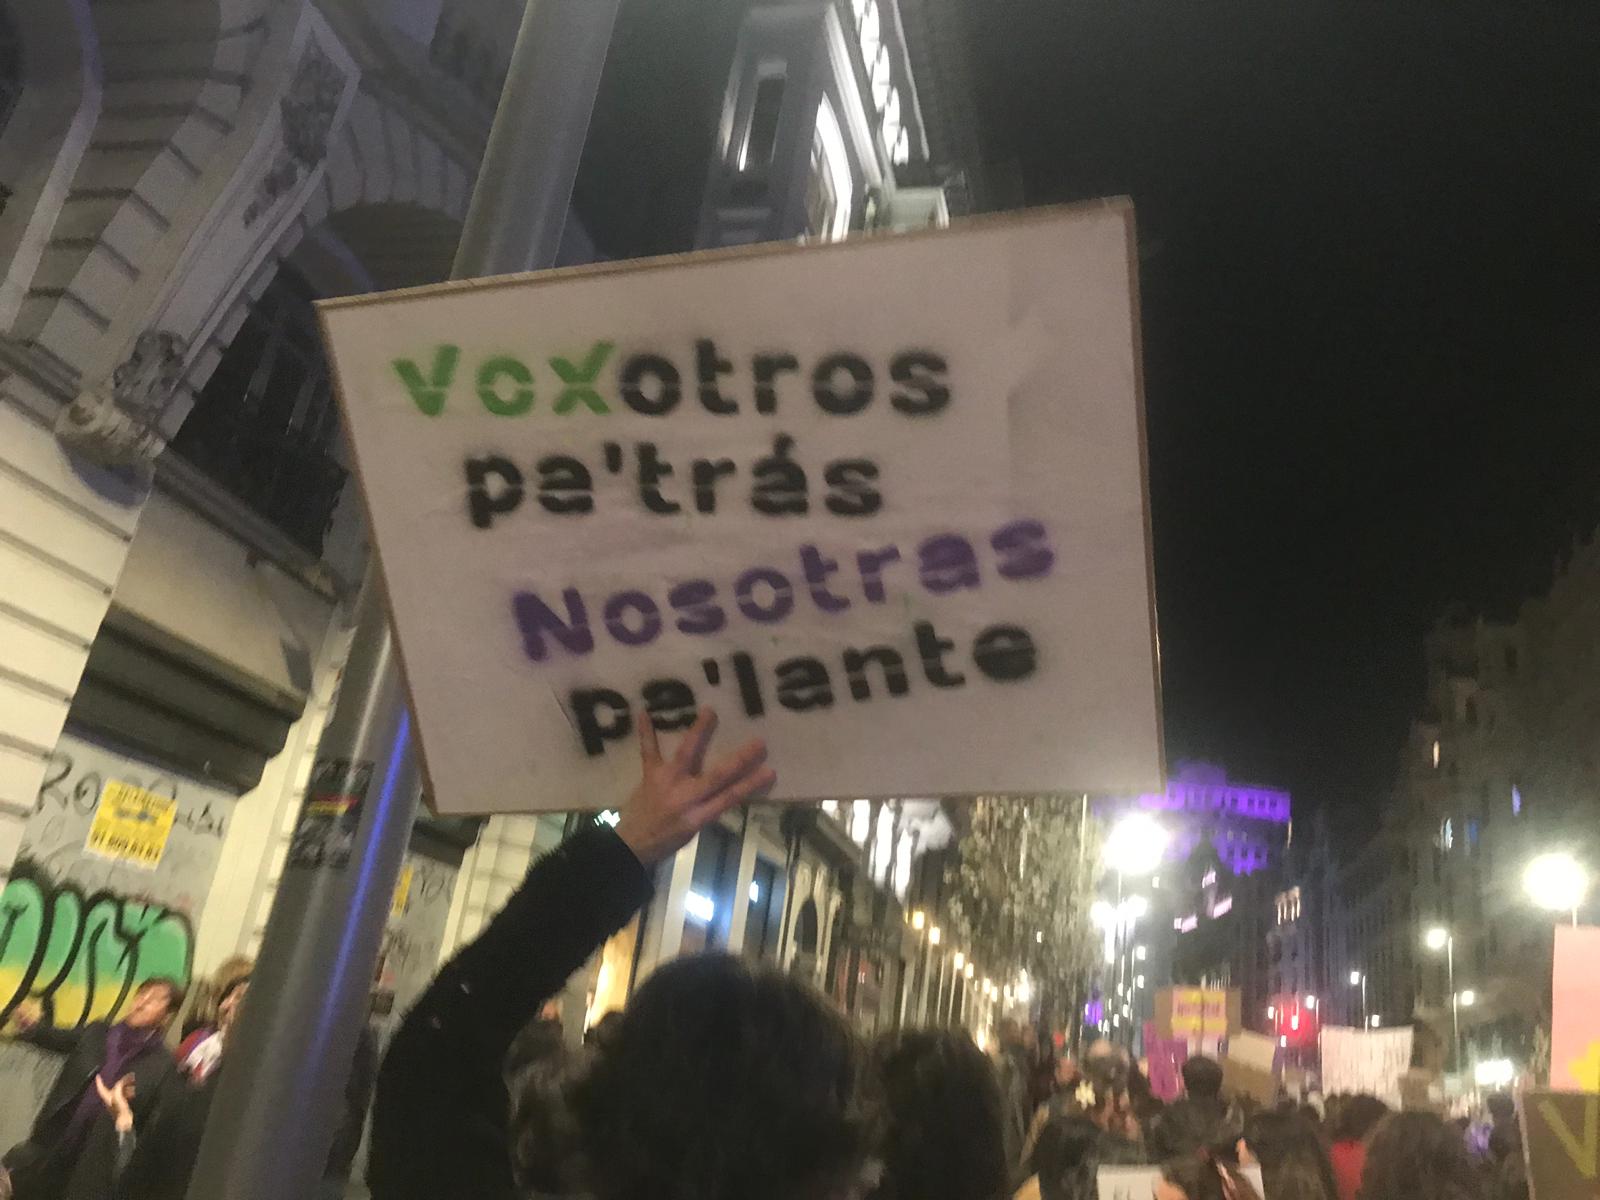 Voxotros
pa'trás
Nosotras
pa'lante